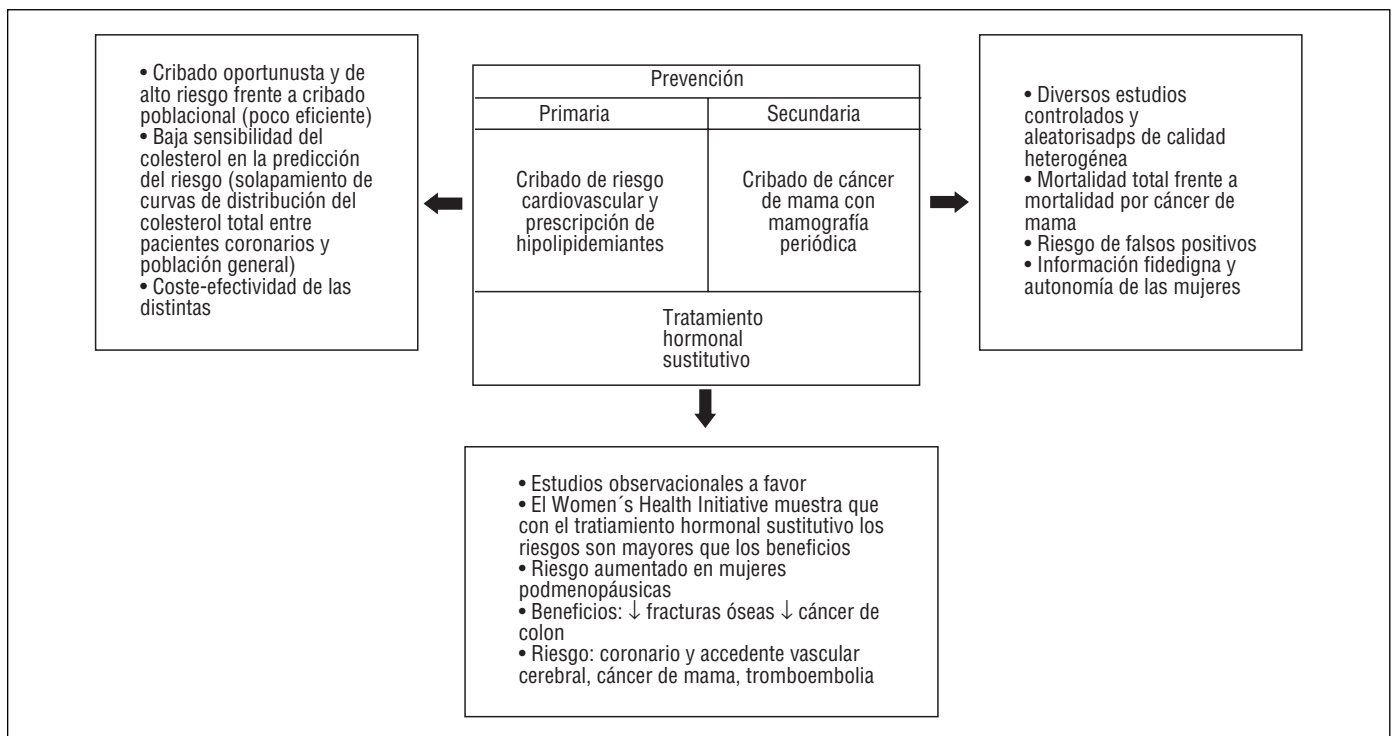 • Cribado oportunusta y de
alto riesgo frente a cribado
poblacional (poco eficiente)
• Baja sensibilidad del
colesterol en la predicción
del riesgo (solapamiento de
curvas de distribución del
colesterol total entre
pacientes coronarios y
población general)
• Coste-efectividad de las
distintas
Prevención
Primaria
Secundaria
Cribado de riesgo
cardiovascular y
prescripción de
hipolipidemiantes
Cribado de cáncer
de mama con
mamografía
periódica
Tratamiento
hormonal
sustitutivo
• Diversos estudios
controlados y
aleatorisadps de calidad
heterogénea
• Mortalidad total frente a
mortalidad por cáncer de
mama
• Riesgo de falsos positivos
• Información fidedigna y
autonomía de las mujeres
• Estudios observacionales a favor
• El Women´s Health Initiative muestra que
con el tratiamiento hormonal sustitutivo los
riesgos son mayores que los beneficios
• Riesgo aumentado en mujeres
podmenopáusicas
• Beneficios: ↓ fracturas óseas ↓ cáncer de
colon
• Riesgo: coronario y accedente vascular
cerebral, cáncer de mama, tromboembolia